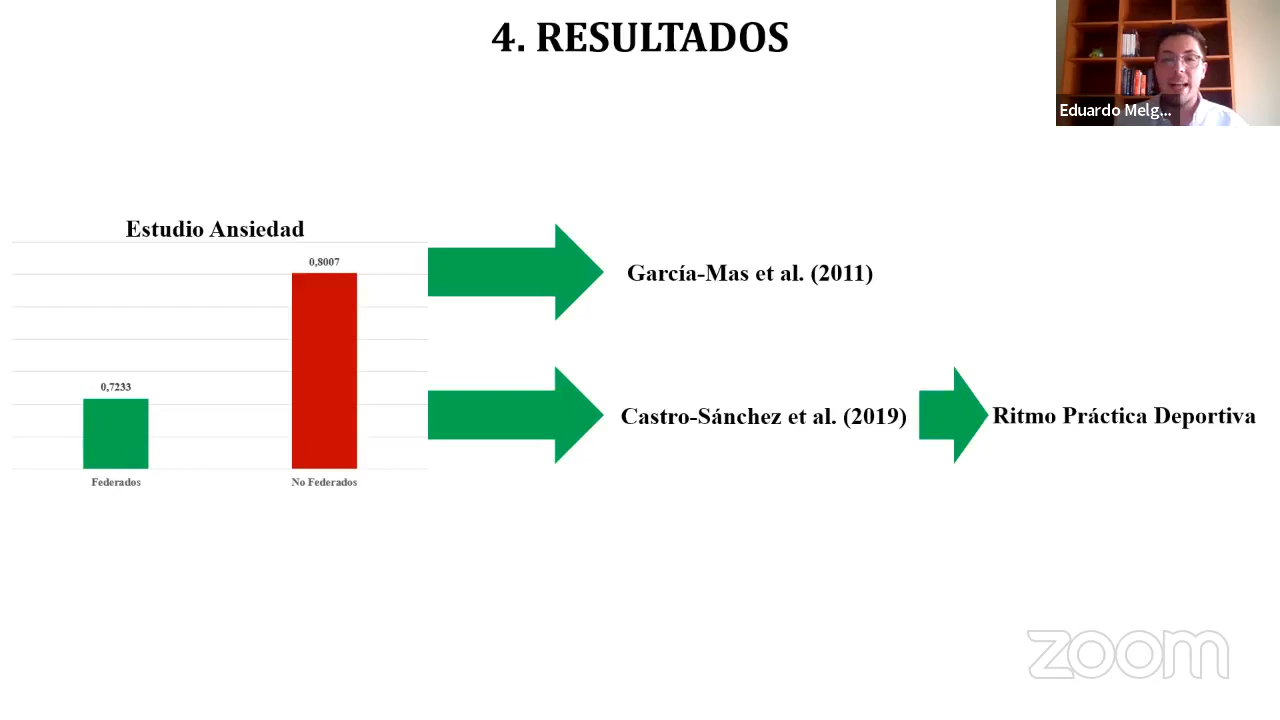 4. RESULTADOS
Eduardo Melg...
Estudio Ansiedad
0,8007
0,7233
Federados
No Federados
García-Mas et al. (2011)
Castro-Sánchez et al. (2019)
Ritmo Práctica Deportiva
zoom